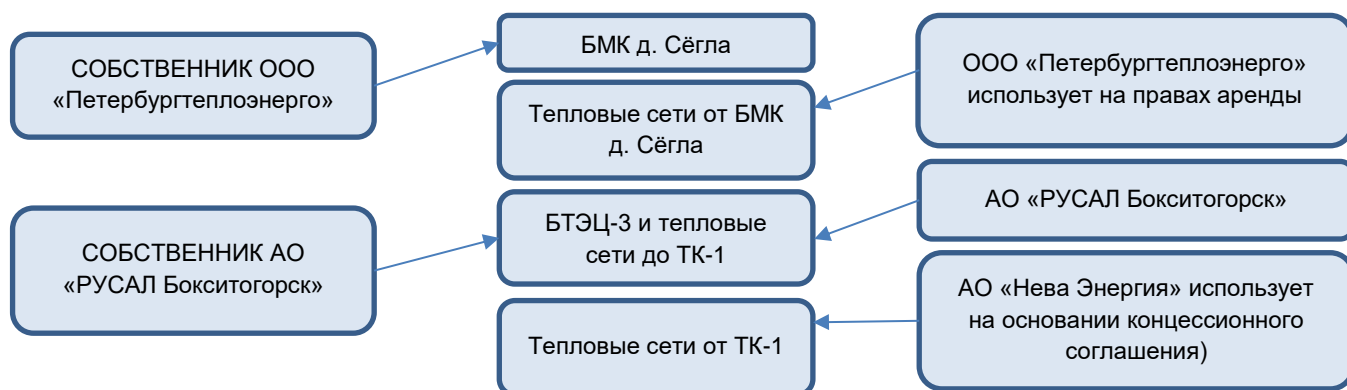 СОБСТВЕННИК ООО
«Петербургтеплоэнерго»
БМК д. Сёгла
Тепловые сети от БМК
д. Сёгла
ООО «Петербургтеплоэнерго»
использует на правах аренды
СОБСТВЕННИК АО
«РУСАЛ Бокситогорск»
БТЭЦ-3 и тепловые
сети до ТК-1
АО «РУСАЛ Бокситогорск»
Тепловые сети от ТК-1
АО «Нева Энергия» использует
на основании концессионного
соглашения)